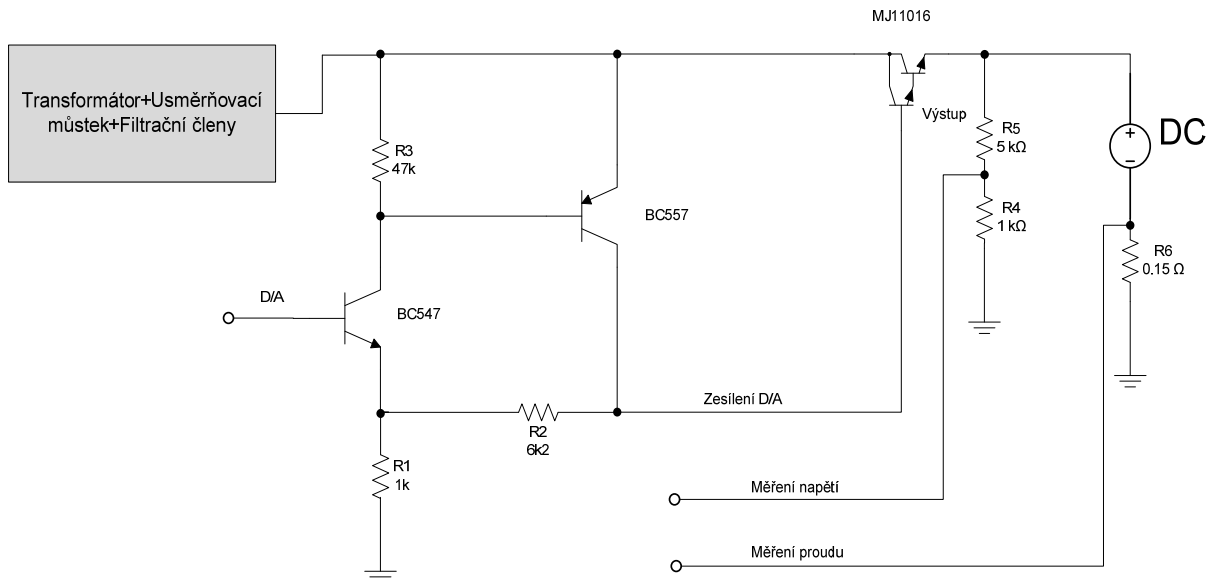 MJ11016
Transformátor+Usměrňovací
můstek+Filtrační členy
Výstup
R5
5 kΩ
+
−
DC
R3
47k
BC557
R4
1 kΩ
R6
0.15 Ω
D/A
BC547
Zesílení D/A
R2
6k2
R1
1k
Měření napětí
Měření proudu